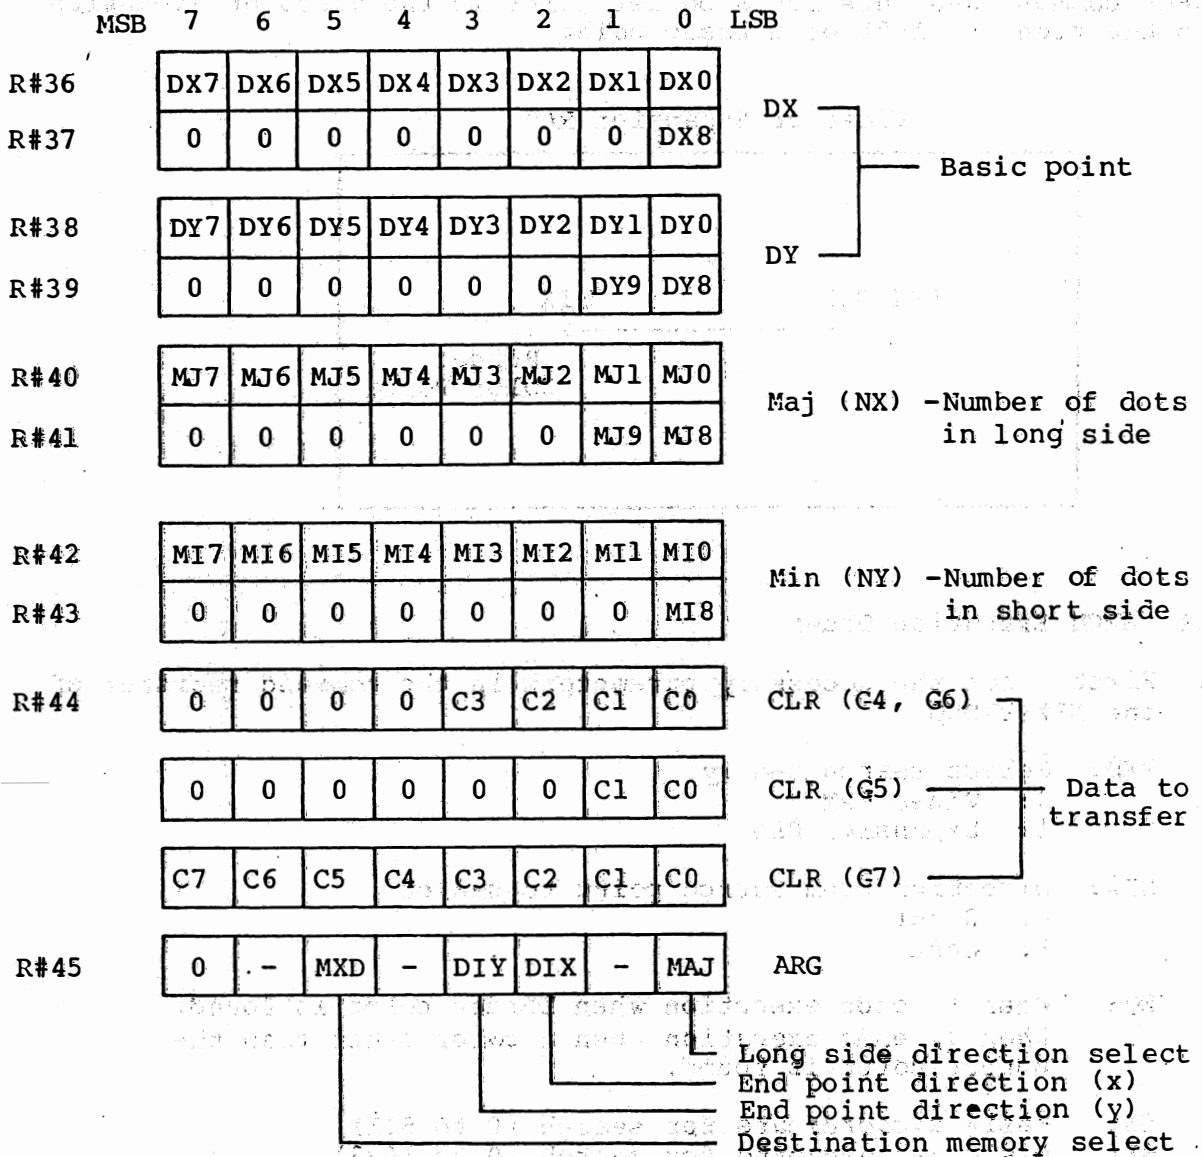 MSB 7 6 5 4 3 2 1 0 LSB
R#36 DX7 DX6 DX5 DX4 DX3 DX2 DX1 DX0
DX
R#37 0 0 0 0 0 0 0 DX8
Basic point
R#38 DY7 DY6 DY5 DY4 DY3 DY2 DY1 DY0
DY
R#39 0 0 0 0 0 0 DY9 DY8
R#40 MJ7 MJ6 MJ5 MJ4 MJ3 MJ2 MJ1 MJ0
Maj (NX) -Number of dots
R#41 0 0 0 0 0 0 MJ9 MJ8
in long side
R#42 MI7 MI6 MI5 MI4 MI3 MI2 MI1 MI0
Min (NY) -Number of dots
R#43 0 0 0 0 0 0 0 MI8
in short side
R#44 0 0 0 0 C3 C2 C1 C0 CLR (G4, G6)
0 0 0 0 0 0 C1 C0 CLR (G5) Data to
transfer
C7 C6 C5 C4 C3 C2 C1 C0 CLR (G7)
R#45 0 - MXD - DIY DIX - MAJ ARG
Long side direction select
End point direction (x)
End point direction (y)
Destination memory select